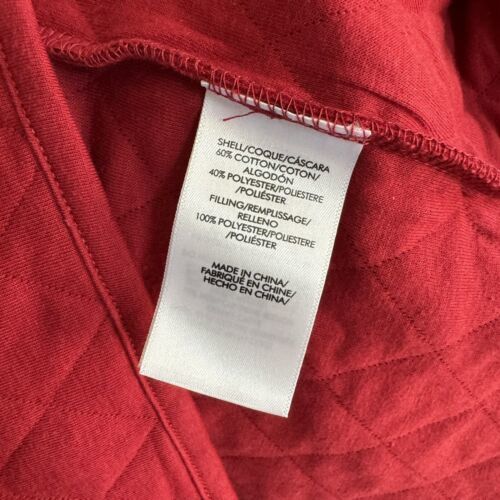 SHELL/COQUE/CÁSCARA
60% COTTON/COTON/
ALGODÓN
40% POLYESTER/POLIESTERE
/POLIÉSTER
FILLING/REMPLISSAGE/
RELLENO
100% POLYESTER/POLYESTERE
/POLIÉSTER
MADE IN CHINA/
FABRIQUÉ EN CHINE/
HECHO EN CHINA/